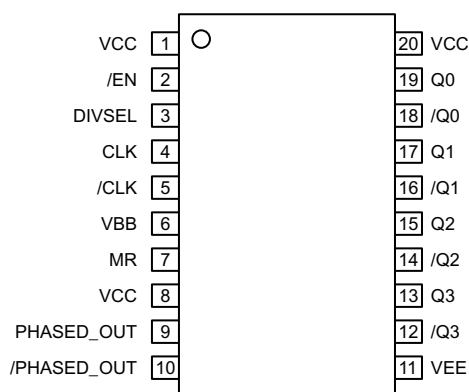 VCC 1 20 VCC
/EN 2 19 Q0
DIVSEL 3 18 /Q0
CLK 4 17 Q1
/CLK 5 16 /Q1
VBB 6 15 Q2
MR 7 14 /Q2
VCC 8 13 Q3
PHASED_OUT 9 12 /Q3
/PHASED_OUT 10 11 VEE